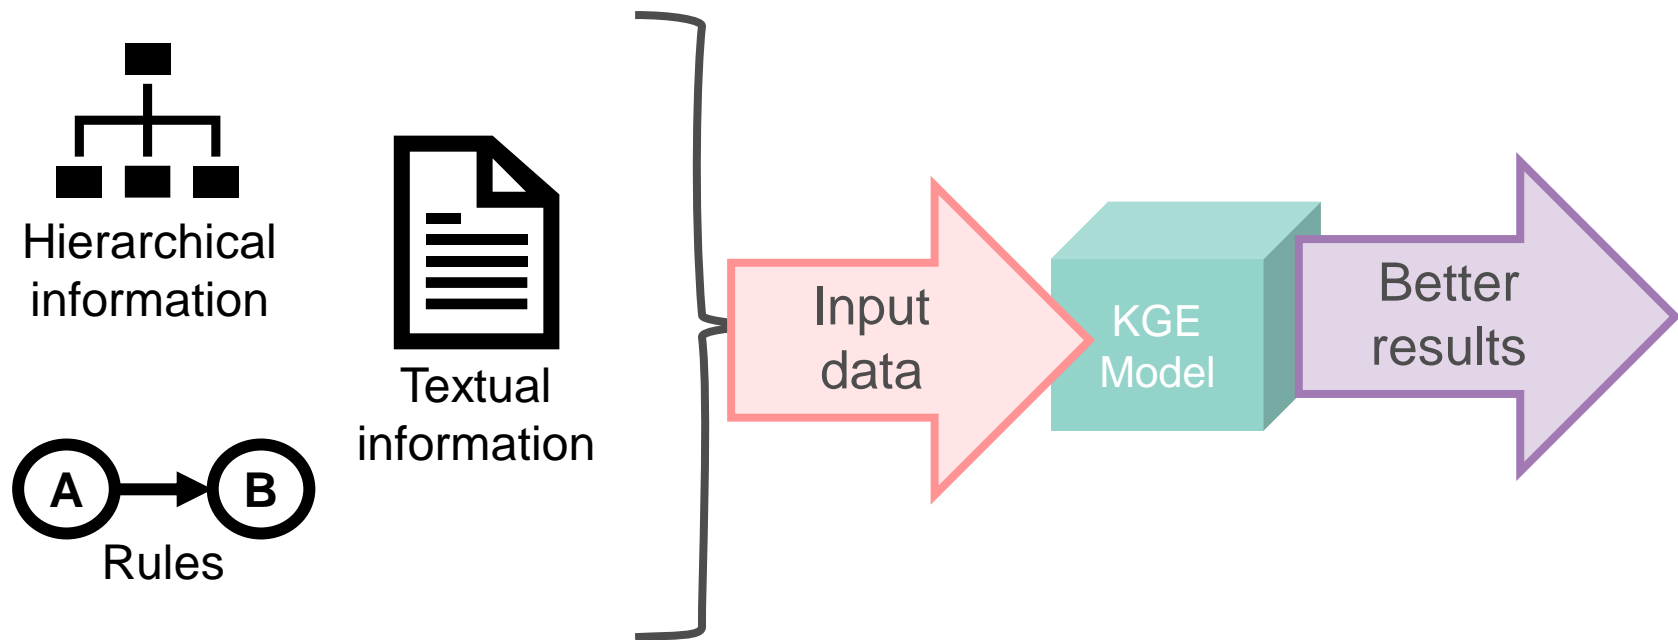 Hierarchical
information
Textual
information
A
B
Rules
Input
data
KGE
Model
Better
results